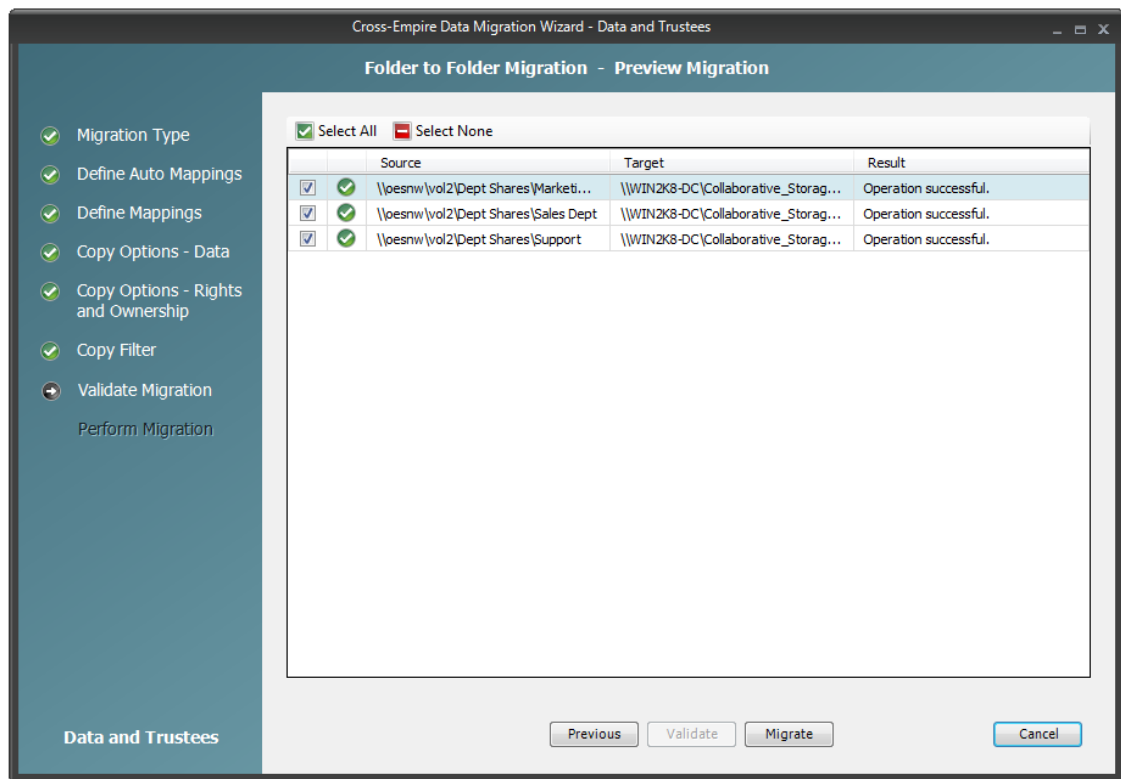 Cross-Empire Data Migration Wizard - Data and Trustees
Folder to Folder Migration - Preview Migration
Migration Type
Define Auto Mappings
Define Mappings
Copy Options - Data
Copy Options - Rights
and Ownership
Copy Filter
Validate Migration
Perform Migration
Data and Trustees
Select All Select None
Source Target Result
\\oesnw\vol2\Dept Shares\Marketi... \\WIN2K8-DC\Collaborative_Storag... Operation successful.
\\oesnw\vol2\Dept Shares\Sales Dept \\WIN2K8-DC\Collaborative_Storag... Operation successful.
\\oesnw\vol2\Dept Shares\Support \\WIN2K8-DC\Collaborative_Storag... Operation successful.
Previous Validate Migrate Cancel